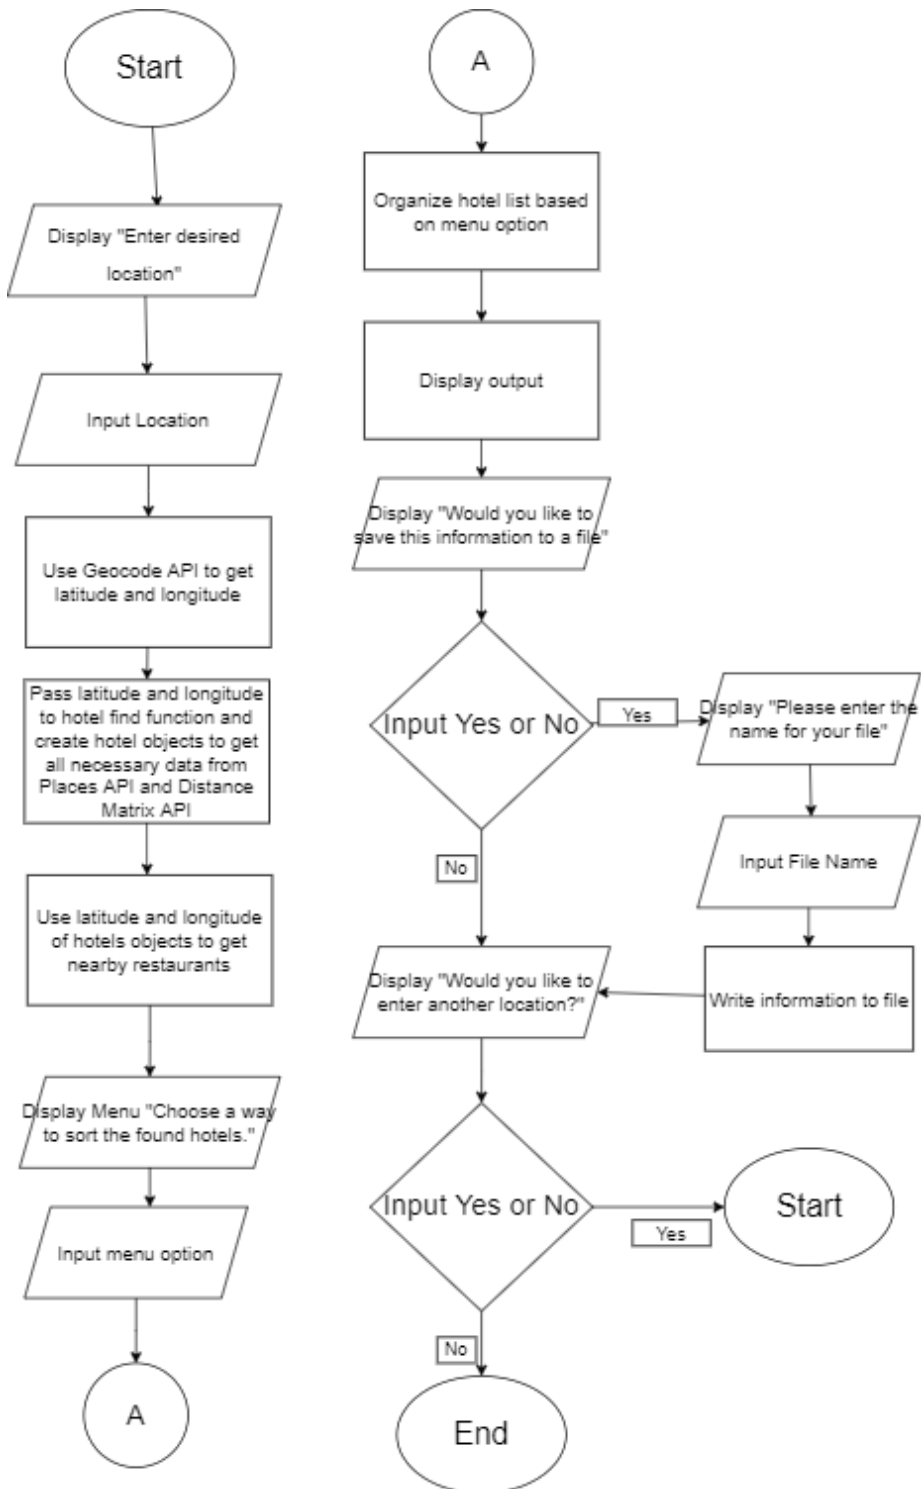 Start
Display "Enter desired
location"
Input Location
Use Geocode API to get
latitude and longitude
Pass latitude and longitude
to hotel find function and
create hotel objects to get
all necessary data from
Places API and Distance
Matrix API
Use latitude and longitude
of hotels objects to get
nearby restaurants
Display Menu "Choose a way
to sort the found hotels."
Input menu option
A
A
Organize hotel list based
on menu option
Display output
Display "Would you like to
save this information to a file"
Input Yes or No
Yes
Display "Please enter the
name for your file"
Input File Name
Write information to file
No
Display "Would you like to
enter another location?"
Input Yes or No
Yes
Start
No
End